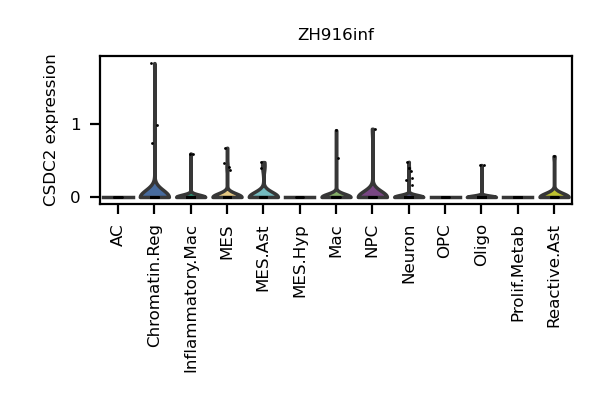 ZH916inf
CSDC2 expression
1
0
AC
Chromatin.Reg
Inflammatory.Mac
MES
MES.Ast
MES.Hyp
Mac
NPC
Neuron
OPC
Oligo
Prolif.Metab
Reactive.Ast